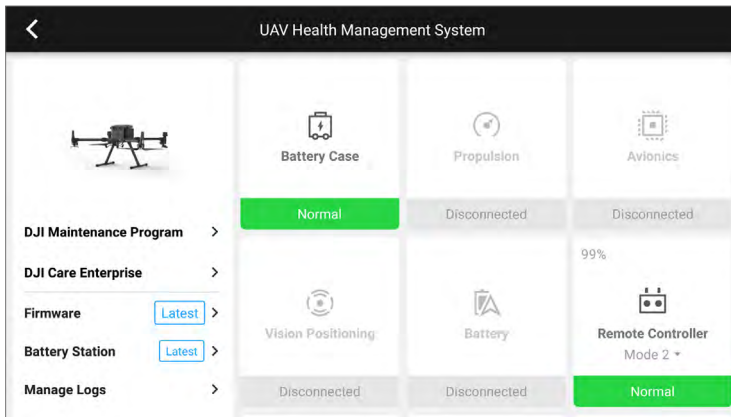 UAV Health Management System
DJI Maintenance Program
DJI Care Enterprise
Firmware Latest
Battery Station Latest
Manage Logs
Battery Case
Normal
Propulsion
Disconnected
Avionics
Disconnected
Vision Positioning
Disconnected
Battery
Disconnected
99%
Remote Controller
Mode 2
Normal